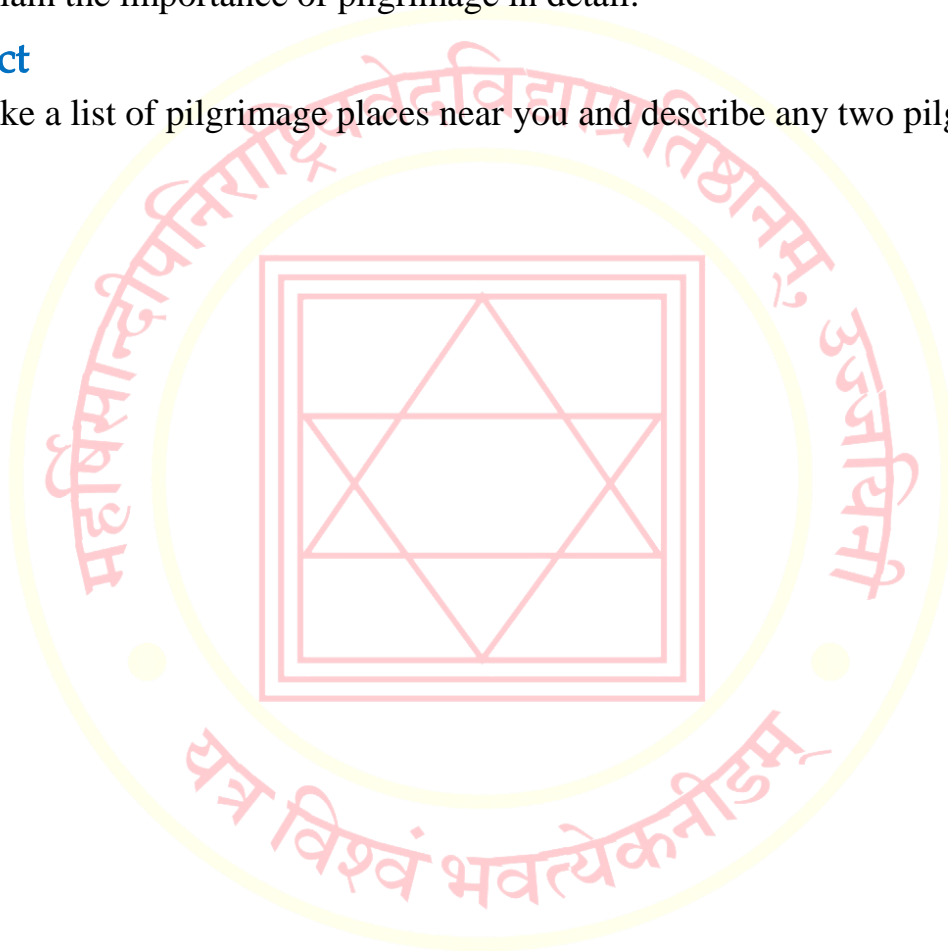 lain the importance of pilgrimage in detail.
ct
ke a list of pilgrimage places near you and describe any two pilg
महर्षिसान्दीपनिराष्ट्रियवेदविद्याप्रतिष्ठानम्, उज्जयिनी
यत्र विश्वं भवत्येकनीडम्